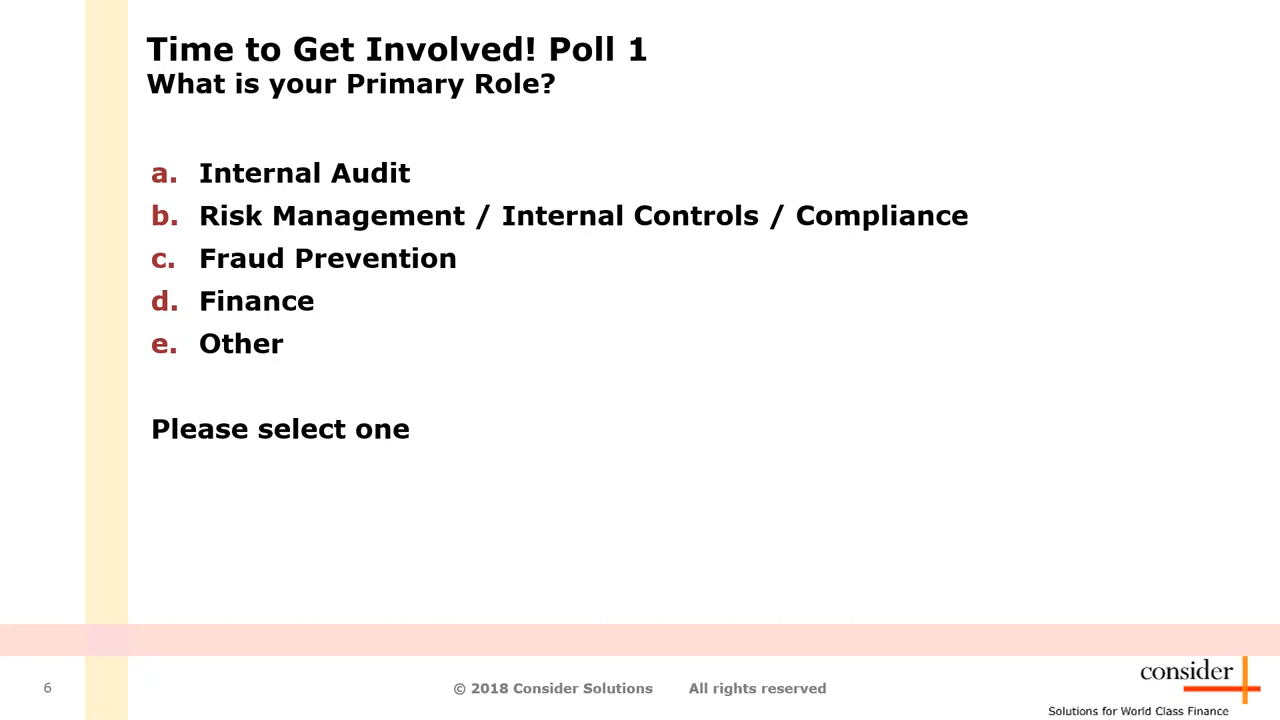 Time to Get Involved! Poll 1
What is your Primary Role?
a. Internal Audit
b. Risk Management / Internal Controls / Compliance
c. Fraud Prevention
d. Finance
e. Other
Please select one
6
© 2018 Consider Solutions All rights reserved
consider
Solutions for World Class Finance